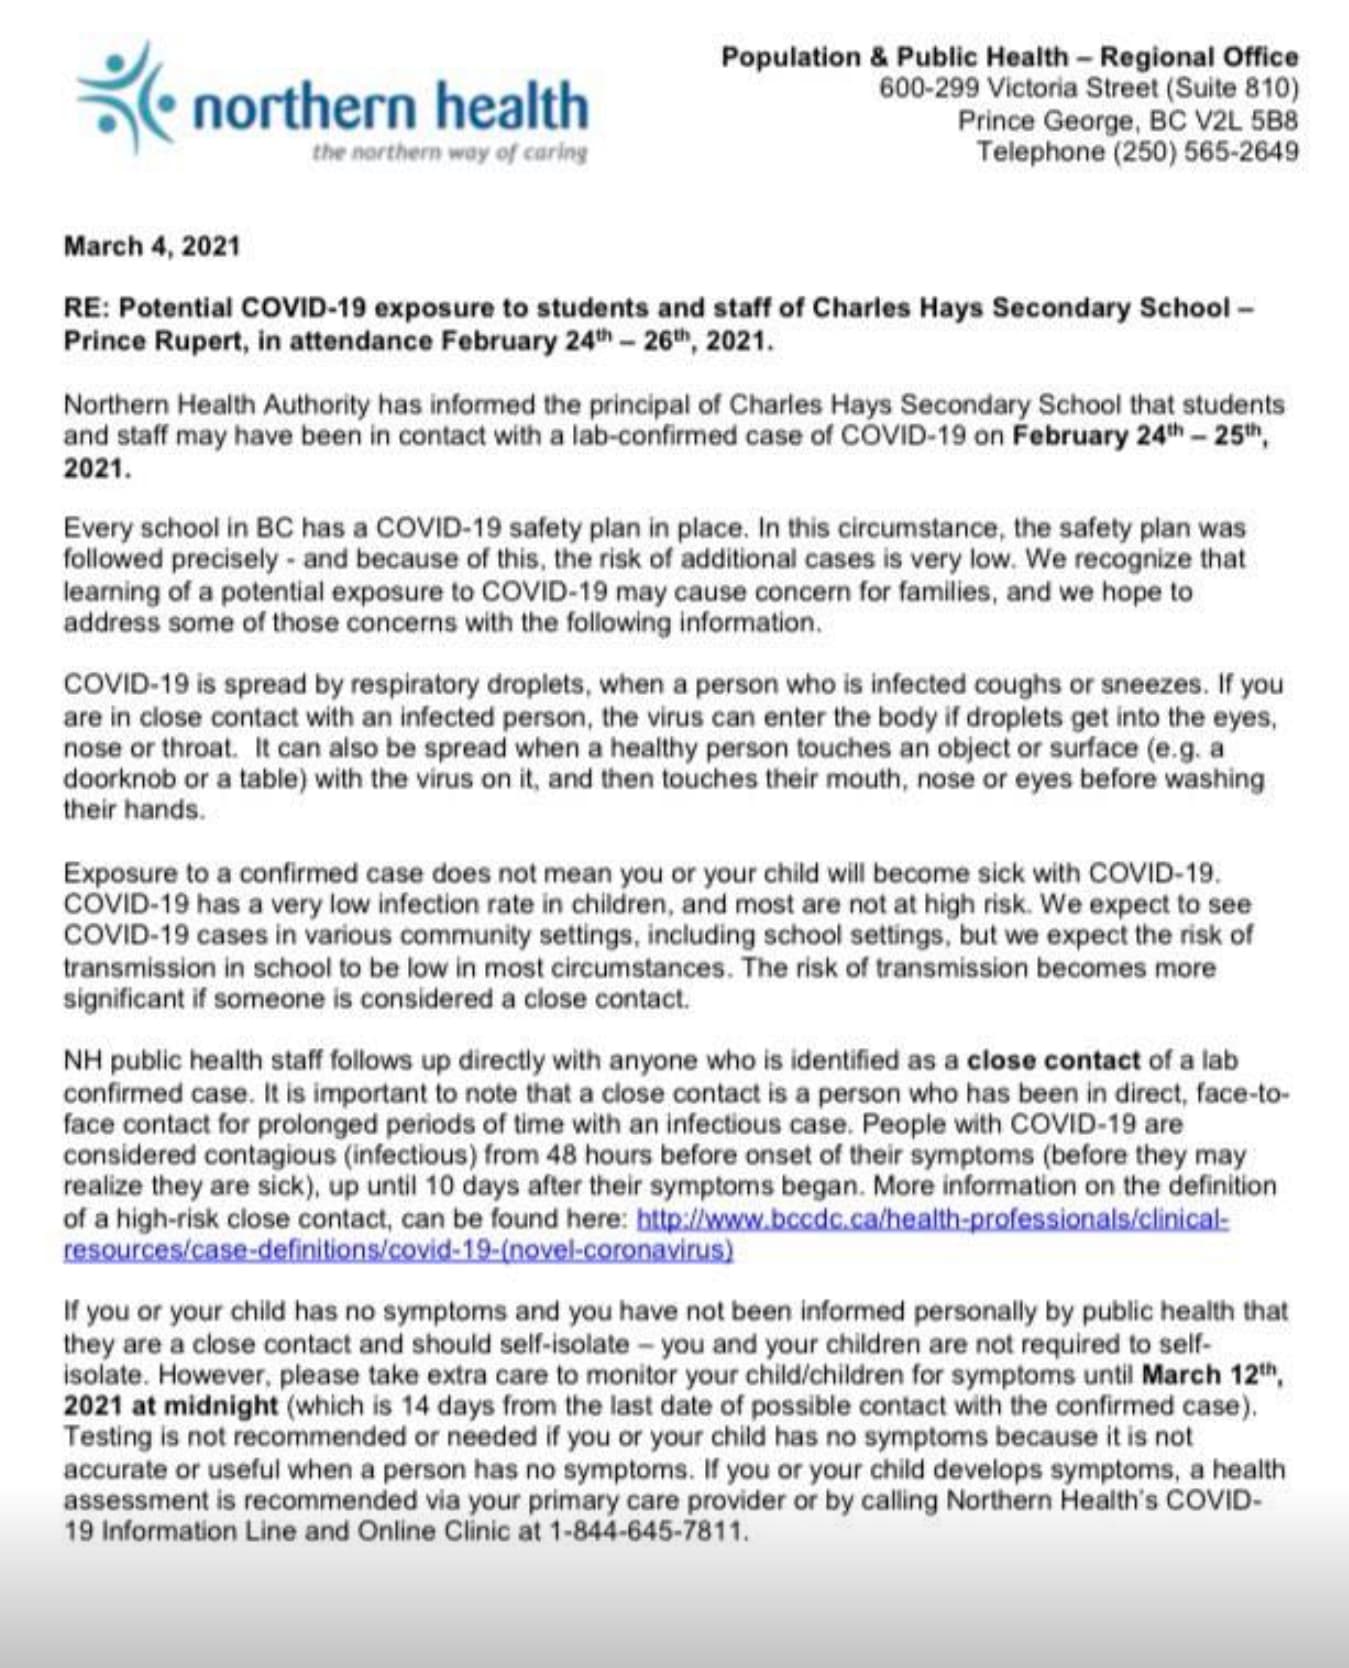 northern health
the northern way of caring
Population & Public Health – Regional Office
600-299 Victoria Street (Suite 810)
Prince George, BC V2L 5B8
Telephone (250) 565-2649
March 4, 2021
RE: Potential COVID-19 exposure to students and staff of Charles Hays Secondary School –
Prince Rupert, in attendance February 24th – 26th, 2021.
Northern Health Authority has informed the principal of Charles Hays Secondary School that students
and staff may have been in contact with a lab-confirmed case of COVID-19 on February 24th – 25th,
2021.
Every school in BC has a COVID-19 safety plan in place. In this circumstance, the safety plan was
followed precisely - and because of this, the risk of additional cases is very low. We recognize that
learning of a potential exposure to COVID-19 may cause concern for families, and we hope to
address some of those concerns with the following information.
COVID-19 is spread by respiratory droplets, when a person who is infected coughs or sneezes. If you
are in close contact with an infected person, the virus can enter the body if droplets get into the eyes,
nose or throat. It can also be spread when a healthy person touches an object or surface (e.g. a
doorknob or a table) with the virus on it, and then touches their mouth, nose or eyes before washing
their hands.
Exposure to a confirmed case does not mean you or your child will become sick with COVID-19.
COVID-19 has a very low infection rate in children, and most are not at high risk. We expect to see
COVID-19 cases in various community settings, including school settings, but we expect the risk of
transmission in school to be low in most circumstances. The risk of transmission becomes more
significant if someone is considered a close contact.
NH public health staff follows up directly with anyone who is identified as a close contact of a lab
confirmed case. It is important to note that a close contact is a person who has been in direct, face-to-
face contact for prolonged periods of time with an infectious case. People with COVID-19 are
considered contagious (infectious) from 48 hours before onset of their symptoms (before they may
realize they are sick), up until 10 days after their symptoms began. More information on the definition
of a high-risk close contact, can be found here: http://www.bccdc.ca/health-professionals/clinical-
resources/case-definitions/covid-19-(novel-coronavirus)
If you or your child has no symptoms and you have not been informed personally by public health that
they are a close contact and should self-isolate – you and your children are not required to self-
isolate. However, please take extra care to monitor your child/children for symptoms until March 12th,
2021 at midnight (which is 14 days from the last date of possible contact with the confirmed case).
Testing is not recommended or needed if you or your child has no symptoms because it is not
accurate or useful when a person has no symptoms. If you or your child develops symptoms, a health
assessment is recommended via your primary care provider or by calling Northern Health's COVID-
19 Information Line and Online Clinic at 1-844-645-7811.